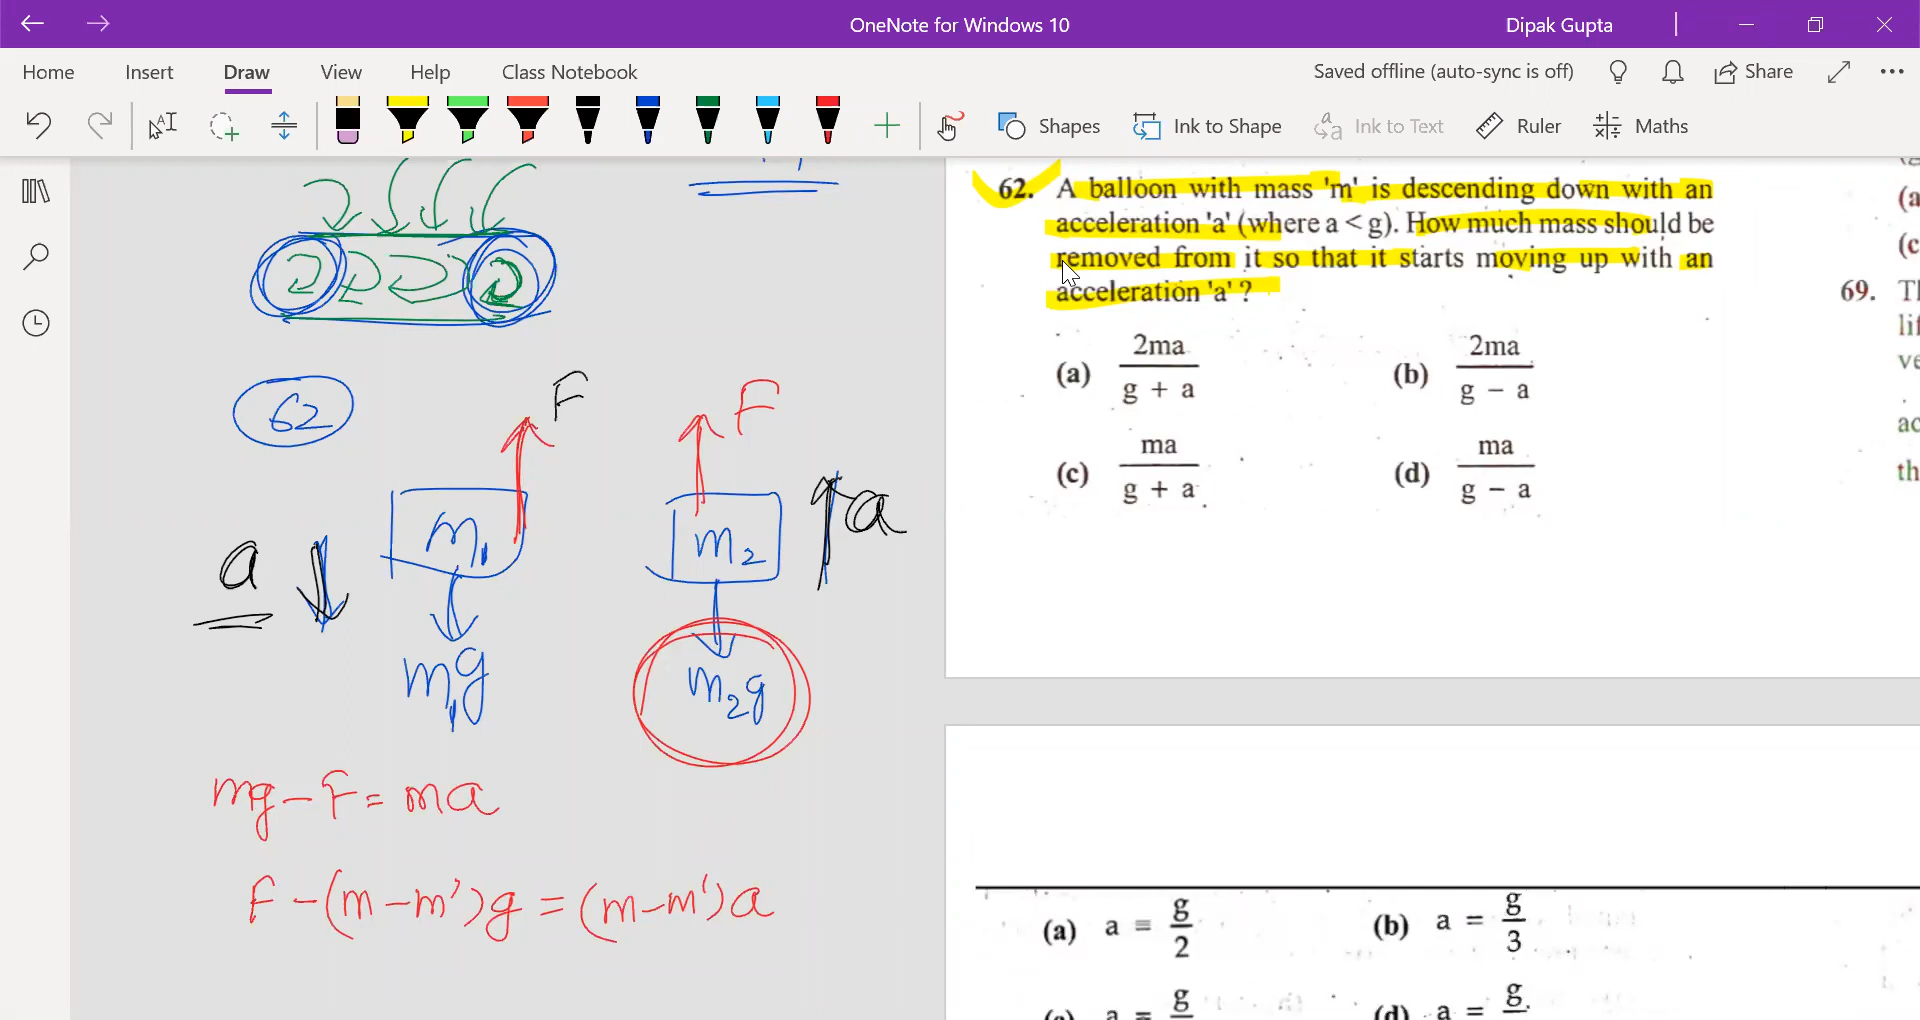 OneNote for Windows 10
Dipak Gupta
Home Insert Draw View Help Class Notebook
Saved offline (auto-sync is off) Share
Shapes Ink to Shape Ink to Text Ruler Maths
62. A balloon with mass 'm' is descending down with an
acceleration 'a' (where a < g). How much mass should be
removed from it so that it starts moving up with an
acceleration 'a' ?
(a) 2ma / g + a (b) 2ma / g − a
(c) ma / g + a (d) ma / g − a
69.
62
F F
m₁ m₂
a a
m₁g m₂g
mg − F = ma
F − (m − m')g = (m − m')a
(a) a = g/2 (b) a = g/3
a = g
(d) a = g